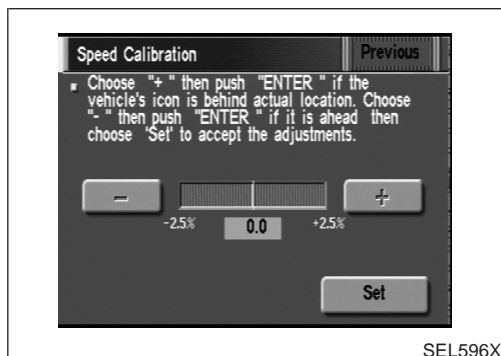 Speed Calibration
Previous
Choose "+ " then push "ENTER " if the
vehicle's icon is behind actual location. Choose
"- " then push "ENTER " if it is ahead then
choose 'Set' to accept the adjustments.
− +
-2.5% 0.0 +2.5%
Set
SEL596X